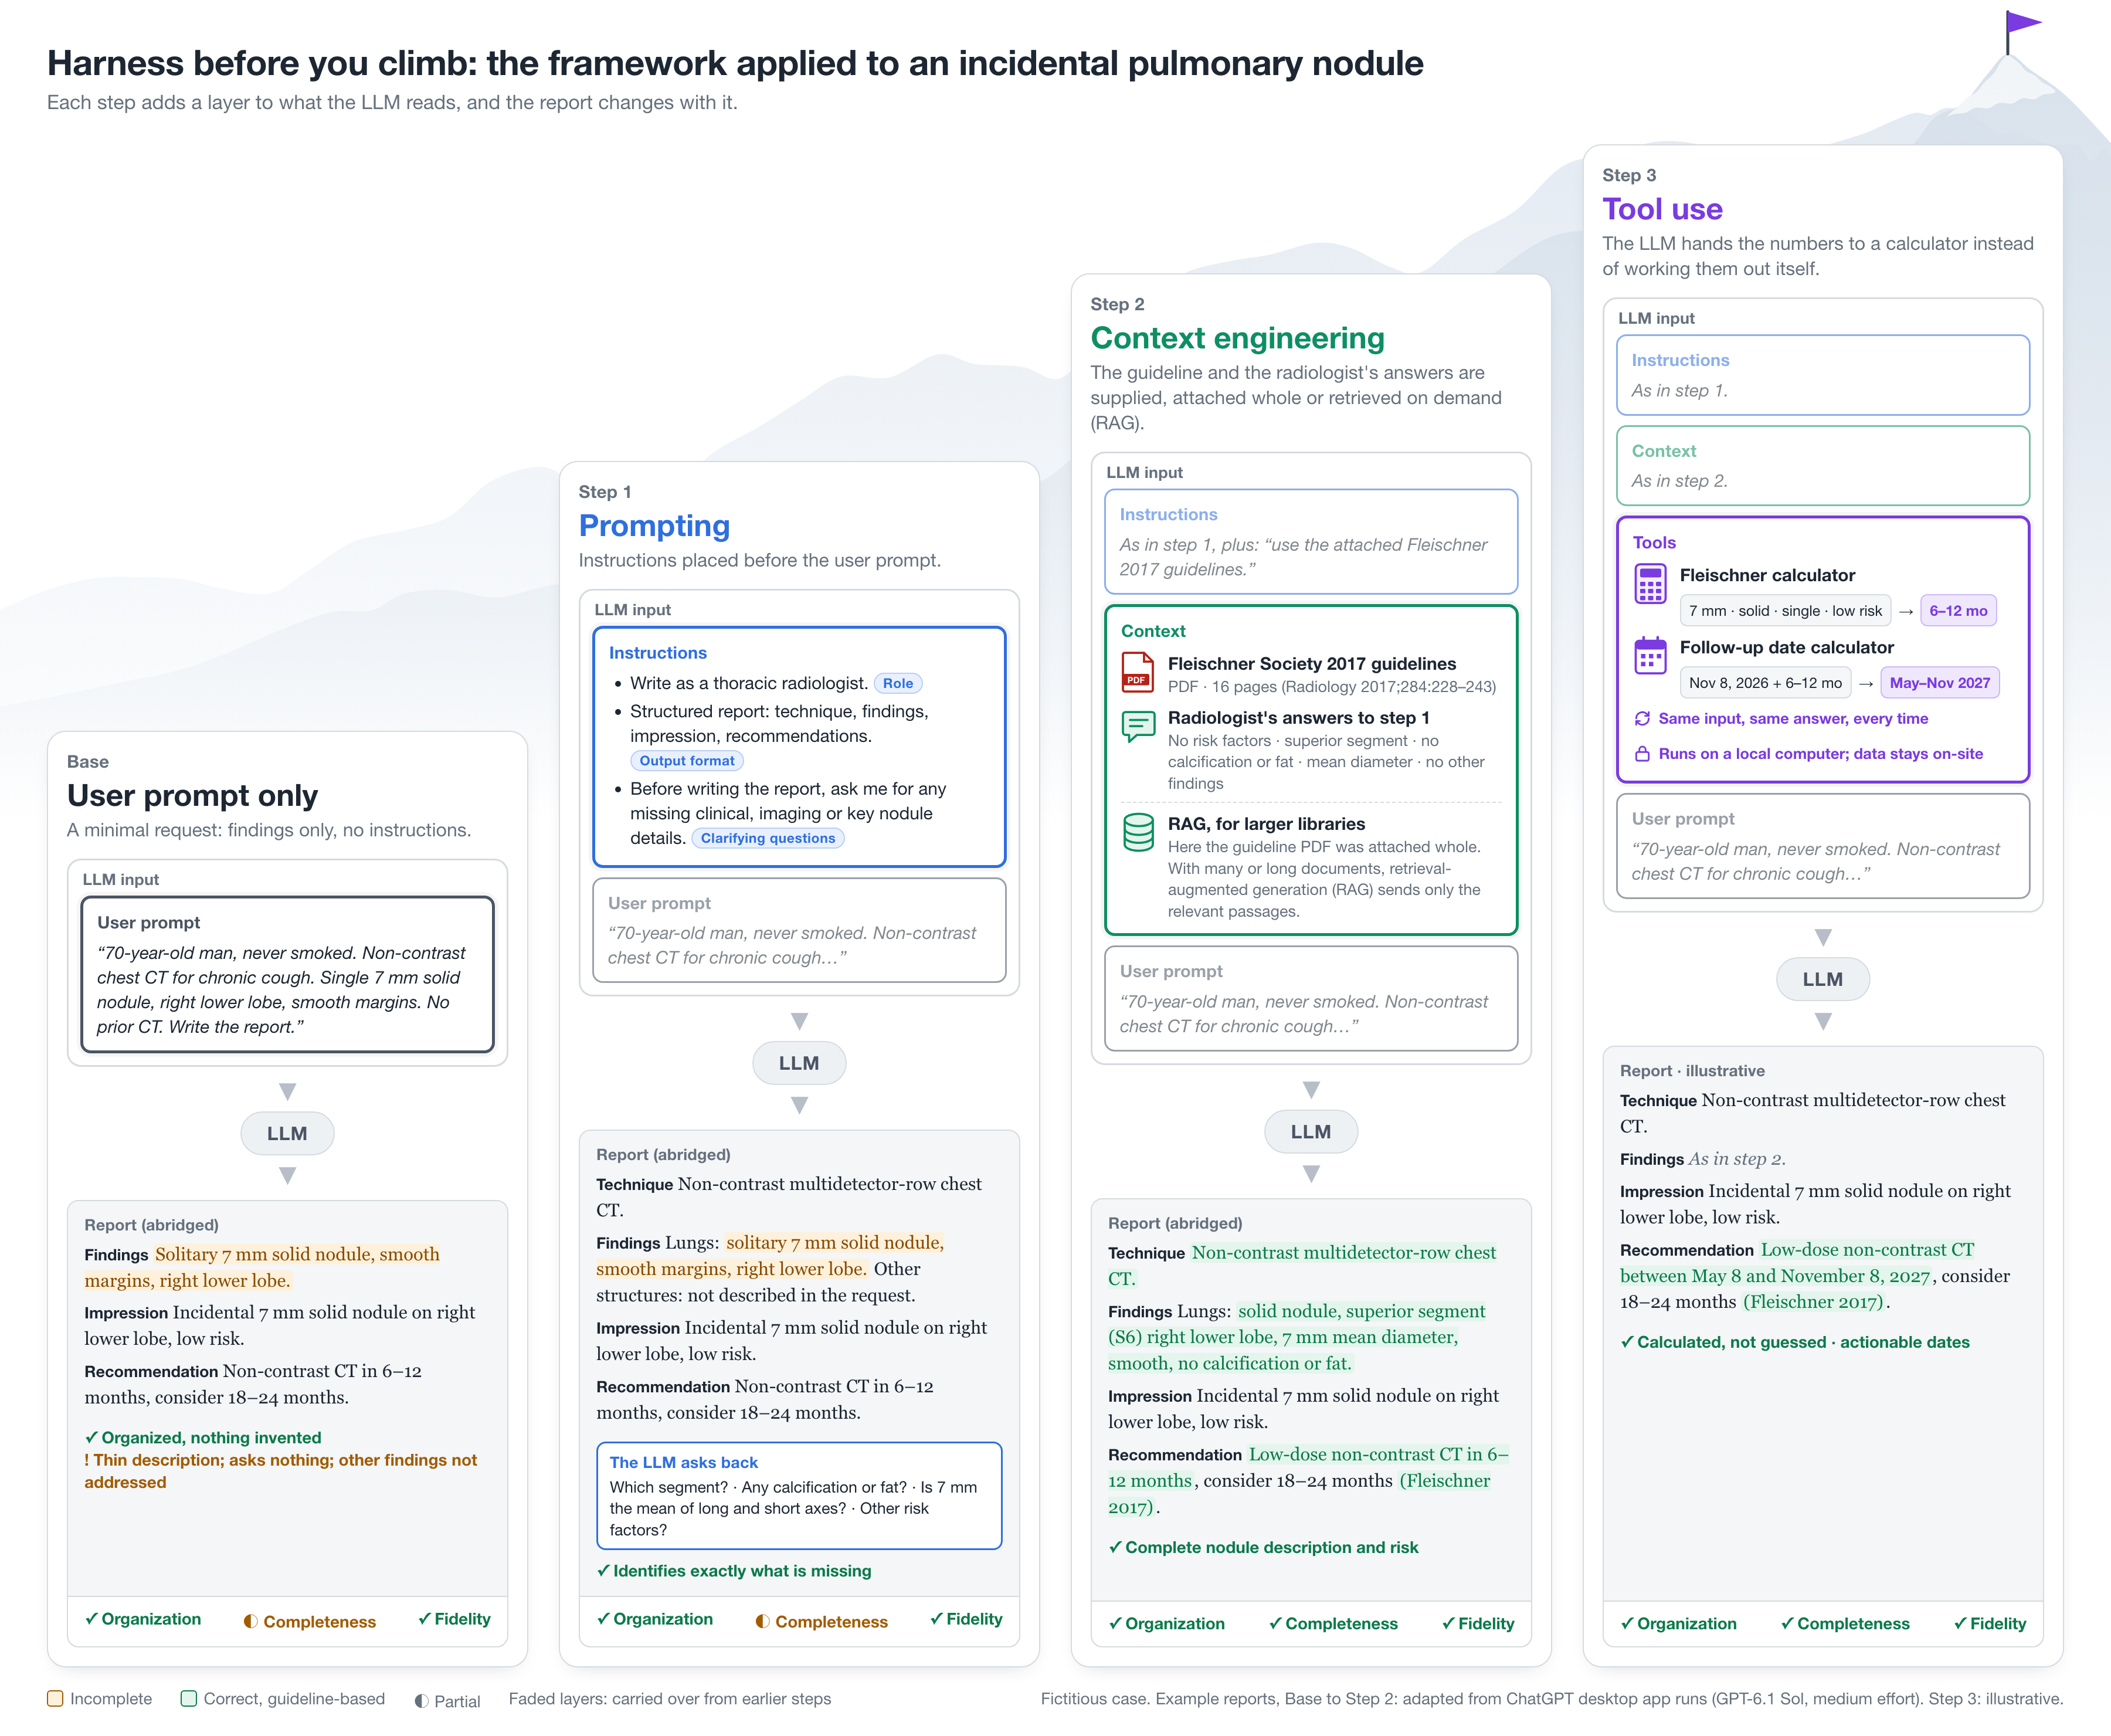 Harness before you climb: the framework applied to an incidental pulmonary nodule
Each step adds a layer to what the LLM reads, and the report changes with it.
Base
User prompt only
A minimal request: findings only, no instructions.
LLM input
User prompt
“70-year-old man, never smoked. Non-contrast
chest CT for chronic cough. Single 7 mm solid
nodule, right lower lobe, smooth margins. No
prior CT. Write the report.”
LLM
Report (abridged)
Findings Solitary 7 mm solid nodule, smooth
margins, right lower lobe.
Impression Incidental 7 mm solid nodule on right
lower lobe, low risk.
Recommendation Non-contrast CT in 6–12
months, consider 18–24 months.
✓ Organized, nothing invented
! Thin description; asks nothing; other findings not
addressed
✓ Organization ◐ Completeness ✓ Fidelity
Step 1
Prompting
Instructions placed before the user prompt.
LLM input
Instructions
• Write as a thoracic radiologist. Role
• Structured report: technique, findings,
impression, recommendations.
Output format
• Before writing the report, ask me for any
missing clinical, imaging or key nodule
details. Clarifying questions
User prompt
“70-year-old man, never smoked. Non-contrast
chest CT for chronic cough…”
LLM
Report (abridged)
Technique Non-contrast multidetector-row chest
CT.
Findings Lungs: solitary 7 mm solid nodule,
smooth margins, right lower lobe. Other
structures: not described in the request.
Impression Incidental 7 mm solid nodule on right
lower lobe, low risk.
Recommendation Non-contrast CT in 6–12
months, consider 18–24 months.
The LLM asks back
Which segment? · Any calcification or fat? · Is 7 mm
the mean of long and short axes? · Other risk
factors?
✓ Identifies exactly what is missing
✓ Organization ◐ Completeness ✓ Fidelity
Step 2
Context engineering
The guideline and the radiologist's answers are
supplied, attached whole or retrieved on demand
(RAG).
LLM input
Instructions
As in step 1, plus: “use the attached Fleischner
2017 guidelines.”
Context
PDF
Fleischner Society 2017 guidelines
PDF · 16 pages (Radiology 2017;284:228–243)
Radiologist's answers to step 1
No risk factors · superior segment · no
calcification or fat · mean diameter · no other
findings
RAG, for larger libraries
Here the guideline PDF was attached whole.
With many or long documents, retrieval-
augmented generation (RAG) sends only the
relevant passages.
User prompt
“70-year-old man, never smoked. Non-contrast
chest CT for chronic cough…”
LLM
Report (abridged)
Technique Non-contrast multidetector-row chest
CT.
Findings Lungs: solid nodule, superior segment
(S6) right lower lobe, 7 mm mean diameter,
smooth, no calcification or fat.
Impression Incidental 7 mm solid nodule on right
lower lobe, low risk.
Recommendation Low-dose non-contrast CT in 6–
12 months, consider 18–24 months (Fleischner
2017).
✓ Complete nodule description and risk
✓ Organization ✓ Completeness ✓ Fidelity
Step 3
Tool use
The LLM hands the numbers to a calculator instead
of working them out itself.
LLM input
Instructions
As in step 1.
Context
As in step 2.
Tools
Fleischner calculator
7 mm · solid · single · low risk → 6–12 mo
Follow-up date calculator
Nov 8, 2026 + 6–12 mo → May–Nov 2027
Same input, same answer, every time
Runs on a local computer; data stays on-site
User prompt
“70-year-old man, never smoked. Non-contrast
chest CT for chronic cough…”
LLM
Report · illustrative
Technique Non-contrast multidetector-row chest
CT.
Findings As in step 2.
Impression Incidental 7 mm solid nodule on right
lower lobe, low risk.
Recommendation Low-dose non-contrast CT
between May 8 and November 8, 2027, consider
18–24 months (Fleischner 2017).
✓ Calculated, not guessed · actionable dates
✓ Organization ✓ Completeness ✓ Fidelity
Incomplete Correct, guideline-based ◐ Partial Faded layers: carried over from earlier steps
Fictitious case. Example reports, Base to Step 2: adapted from ChatGPT desktop app runs (GPT-6.1 Sol, medium effort). Step 3: illustrative.